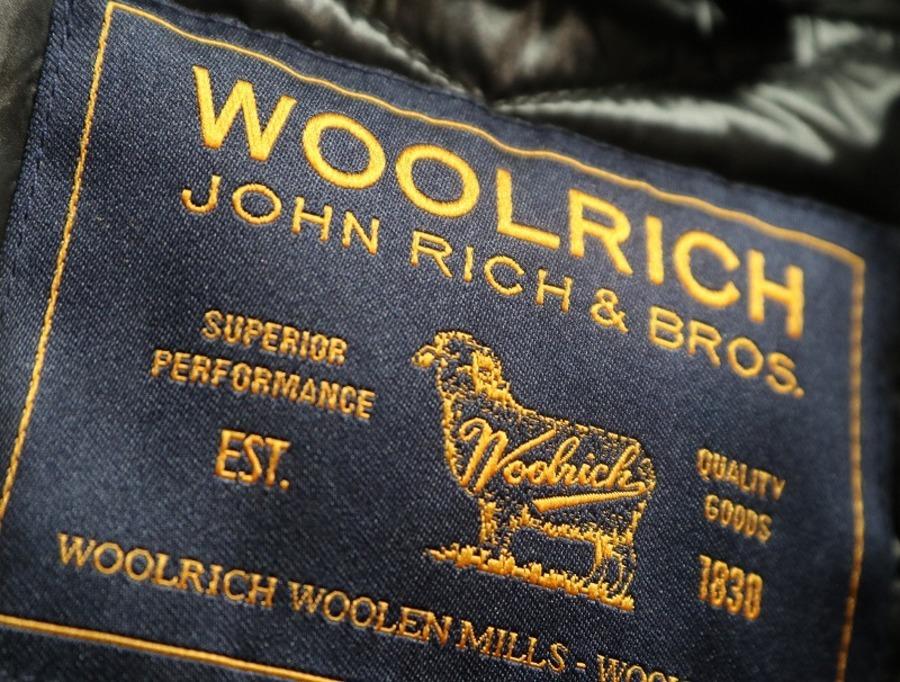 WOOLRICH
JOHN RICH & BROS.
SUPERIOR
PERFORMANCE
EST.
Woolrich
QUALITY
GOODS
1830
WOOLRICH WOOLEN MILLS -